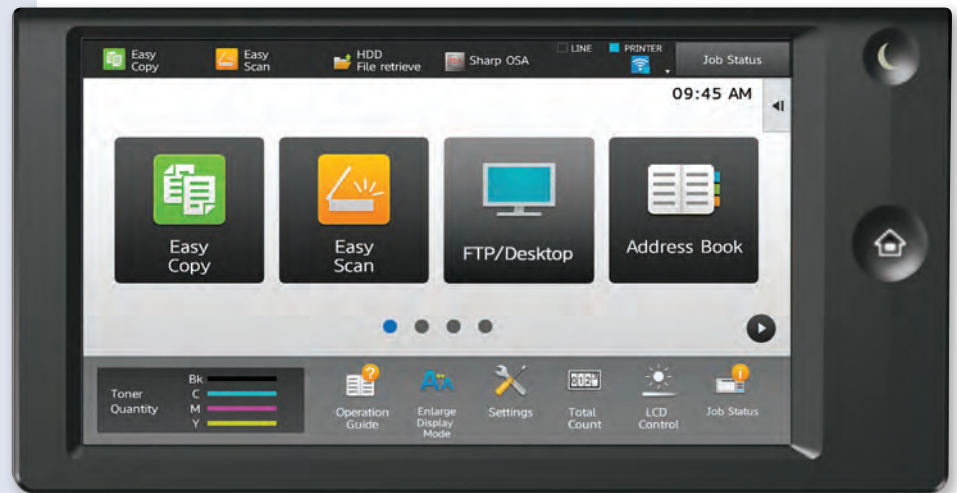 Easy
Copy
Easy
Scan
HDD
File retrieve
Sharp OSA
LINE
PRINTER
Job Status
09:45 AM
Easy
Copy
Easy
Scan
FTP/Desktop
Address Book
Toner
Quantity
Bk
C
M
Y
Operation
Guide
Enlarge
Display
Mode
Settings
Total
Count
LCD
Control
Job Status